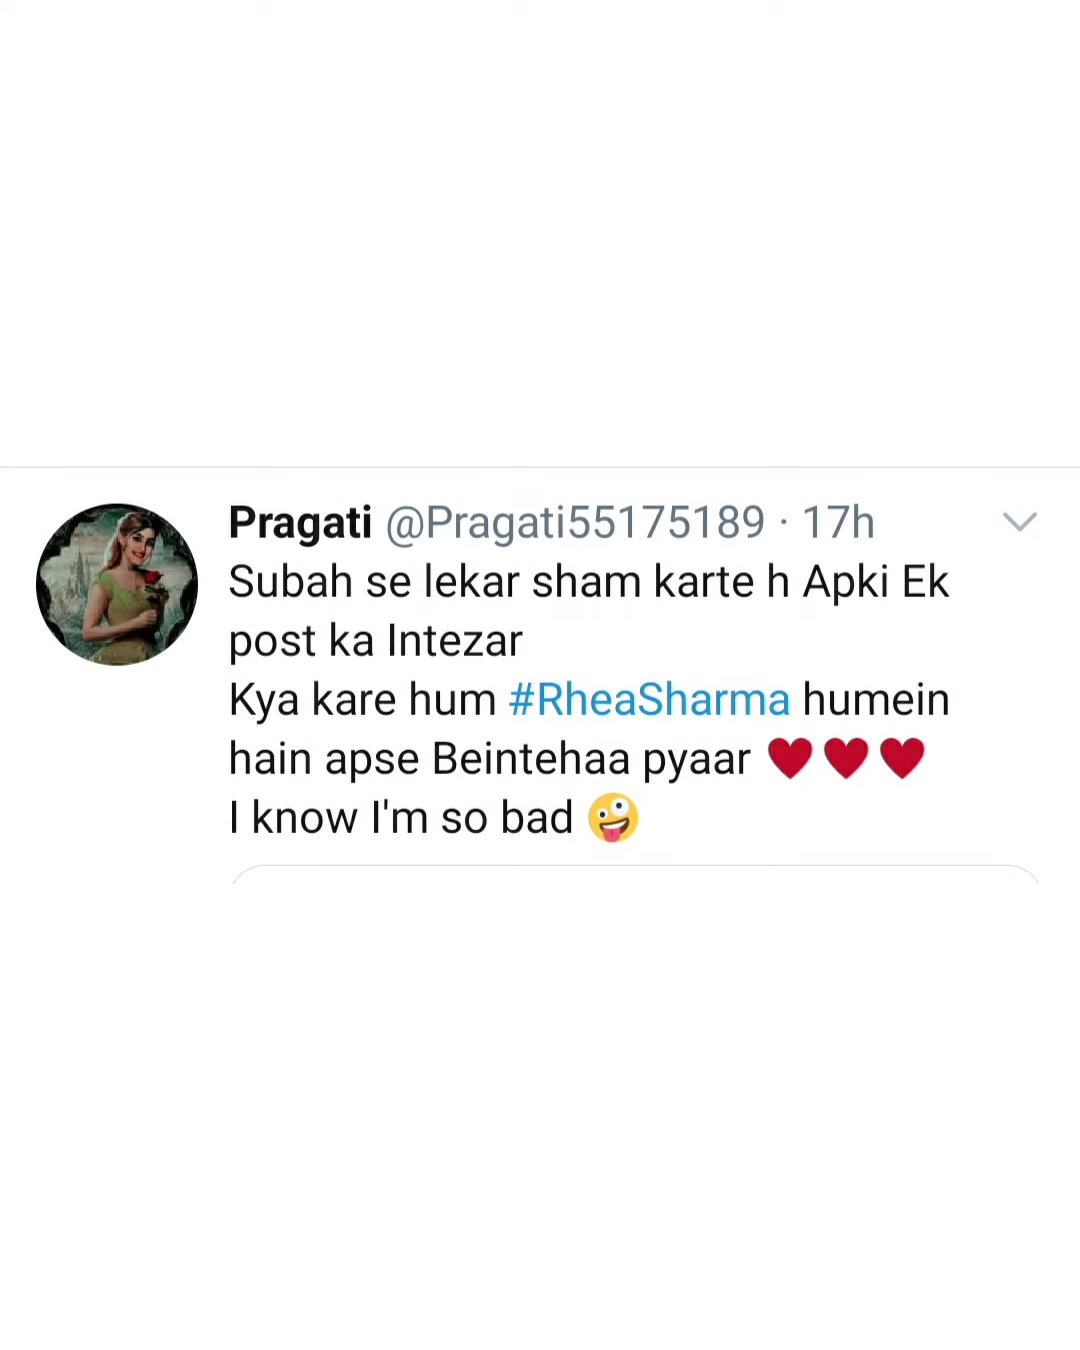 Pragati @Pragati55175189 · 17h
Subah se lekar sham karte h Apki Ek
post ka Intezar
Kya kare hum #RheaSharma humein
hain apse Beintehaa pyaar ❤❤❤
I know I'm so bad 🤪